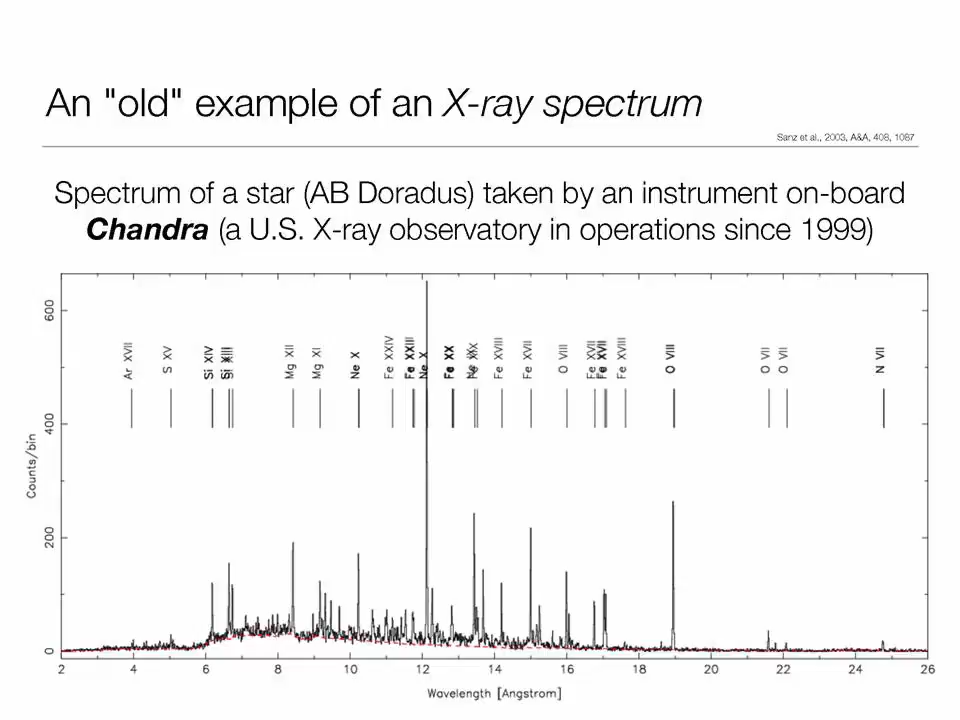 An "old" example of an X-ray spectrum
Sanz et al., 2003, A&A, 408, 1087
Spectrum of a star (AB Doradus) taken by an instrument on-board
Chandra (a U.S. X-ray observatory in operations since 1999)
600
400
200
0
Counts/bin
Ar XVII
S XV
Si XIV
Si XIII
Mg XII
Mg XI
Ne X
Fe XXIV
Fe XXIII
Ne X
Fe XX
Fe XVIII
Fe XVII
O VIII
Fe XVII
Fe XVII
Fe XVIII
O VIII
O VII
O VII
N VII
2 4 6 8 10 12 14 16 18 20 22 24 26
Wavelength [Angstrom]